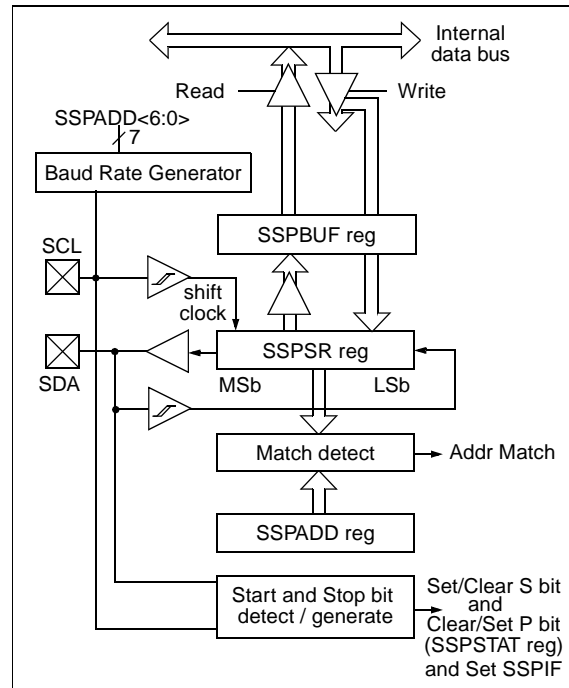 Internal
data bus
Read
Write
SSPADD<6:0>
7
Baud Rate Generator
SSPBUF reg
SCL
shift
clock
SSPSR reg
SDA
MSb
LSb
Match detect
Addr Match
SSPADD reg
Start and Stop bit
detect / generate
Set/Clear S bit
and
Clear/Set P bit
(SSPSTAT reg)
and Set SSPIF